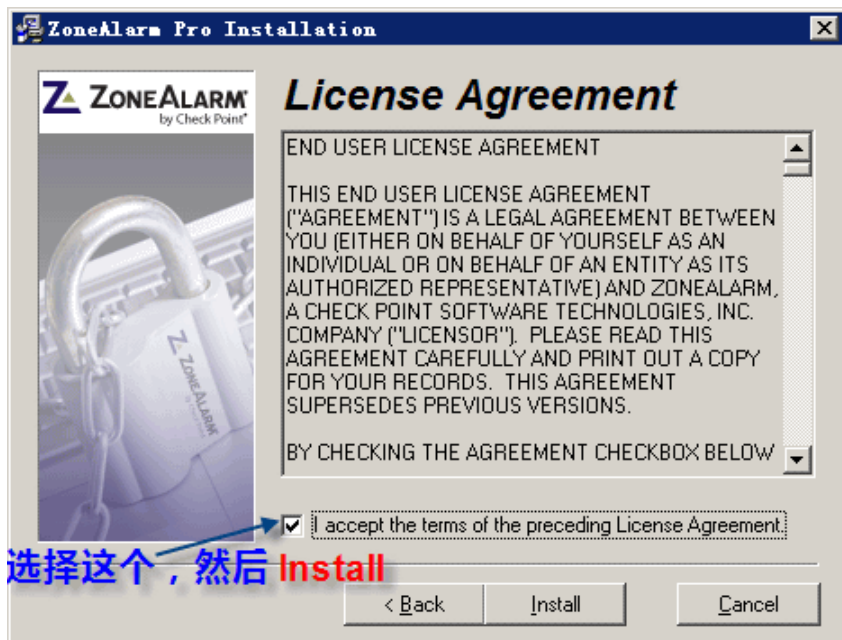 ZoneAlarm Pro Installation
ZONEALARM
by Check Point
License Agreement
END USER LICENSE AGREEMENT
THIS END USER LICENSE AGREEMENT
("AGREEMENT") IS A LEGAL AGREEMENT BETWEEN
YOU (EITHER ON BEHALF OF YOURSELF AS AN
INDIVIDUAL OR ON BEHALF OF AN ENTITY AS ITS
AUTHORIZED REPRESENTATIVE) AND ZONEALARM,
A CHECK POINT SOFTWARE TECHNOLOGIES, INC.
COMPANY ("LICENSOR").  PLEASE READ THIS
AGREEMENT CAREFULLY AND PRINT OUT A COPY
FOR YOUR RECORDS.  THIS AGREEMENT
SUPERSEDES PREVIOUS VERSIONS.
BY CHECKING THE AGREEMENT CHECKBOX BELOW
ZONEALARM
I accept the terms of the preceding License Agreement.
选择这个，然后 Install
< Back
Install
Cancel